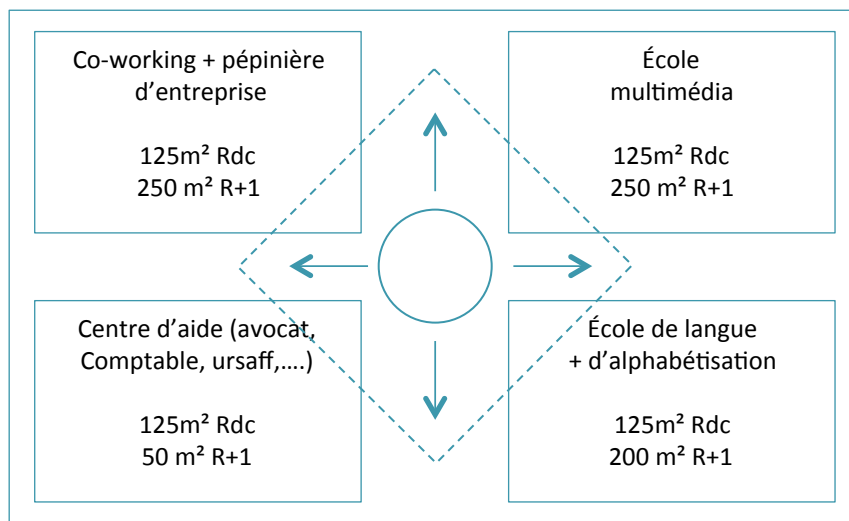 Co-working + pépinière
d’entreprise
125m² Rdc
250 m² R+1
École
multimédia
125m² Rdc
250 m² R+1
Centre d’aide (avocat,
Comptable, ursaff,….)
125m² Rdc
50 m² R+1
École de langue
+ d’alphabétisation
125m² Rdc
200 m² R+1